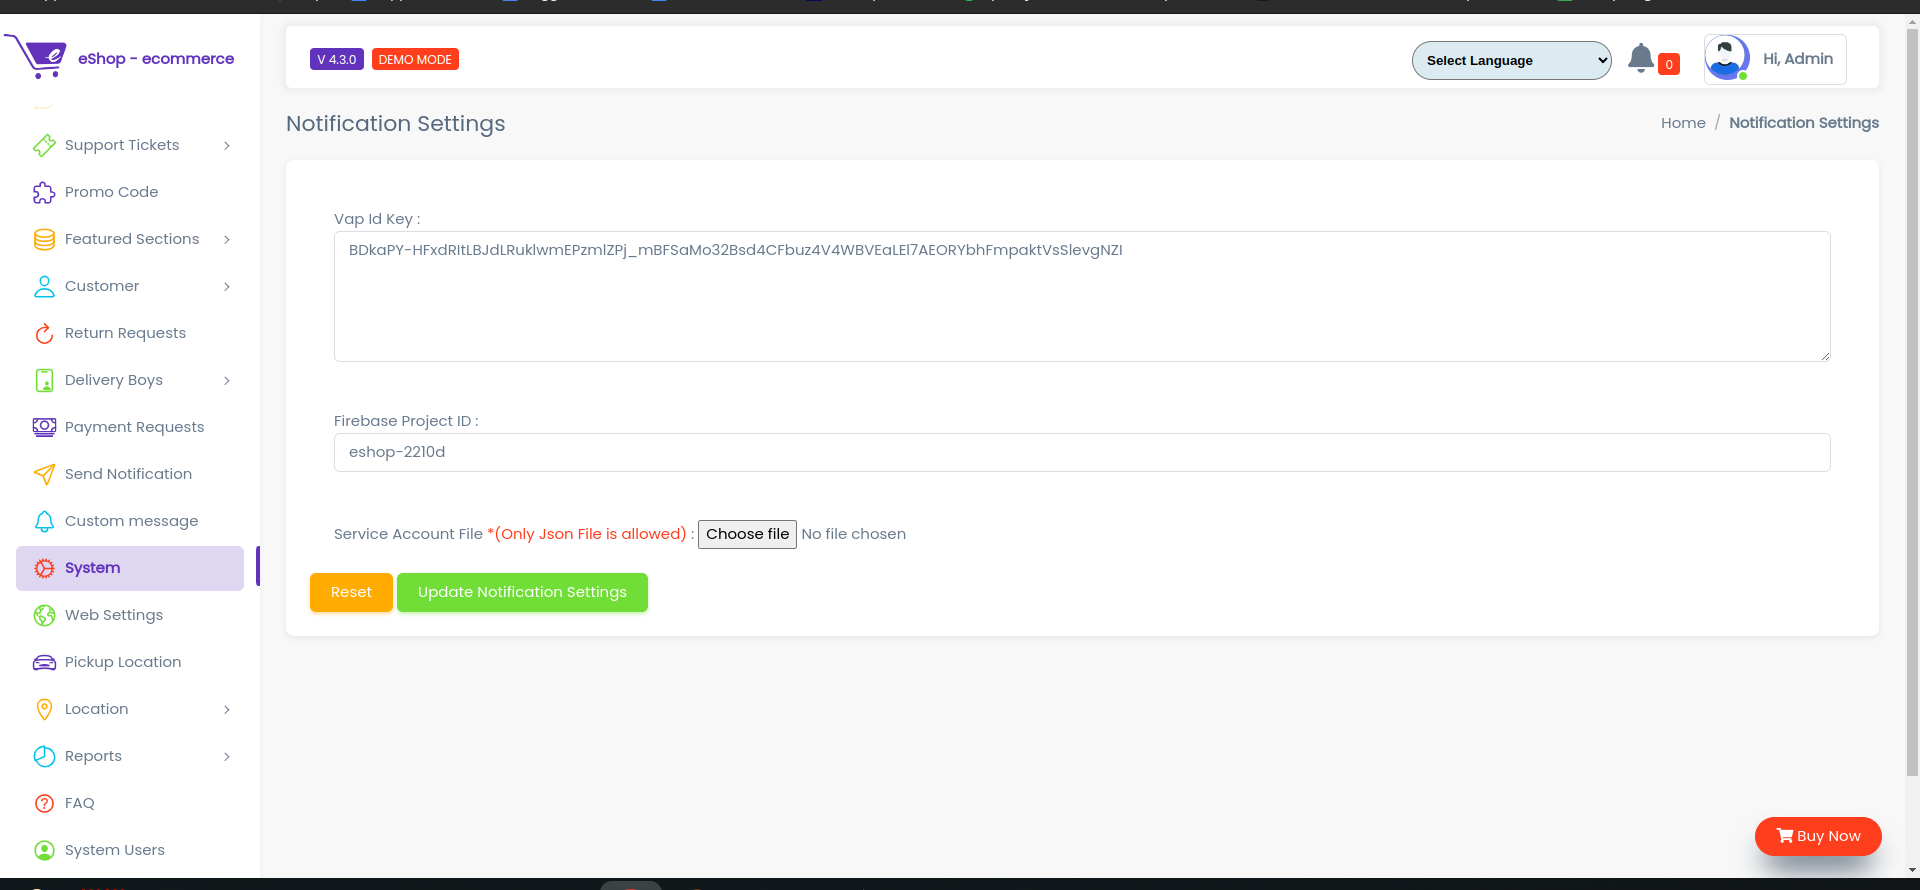 eShop - ecommerce
V 4.3.0
DEMO MODE
Select Language
0
Hi, Admin
Support Tickets
Promo Code
Featured Sections
Customer
Return Requests
Delivery Boys
Payment Requests
Send Notification
Custom message
System
Web Settings
Pickup Location
Location
Reports
FAQ
System Users
Notification Settings
Home / Notification Settings
Vap Id Key :
BDkaPY-HFxdRItLBJdLRuklwmEPzmlZPj_mBFSaMo32Bsd4CFbuz4V4WBVEaLEl7AEORYbhFmpaktVsSlevgNZI
Firebase Project ID :
eshop-2210d
Service Account File *(Only Json File is allowed) : Choose file No file chosen
Reset
Update Notification Settings
Buy Now